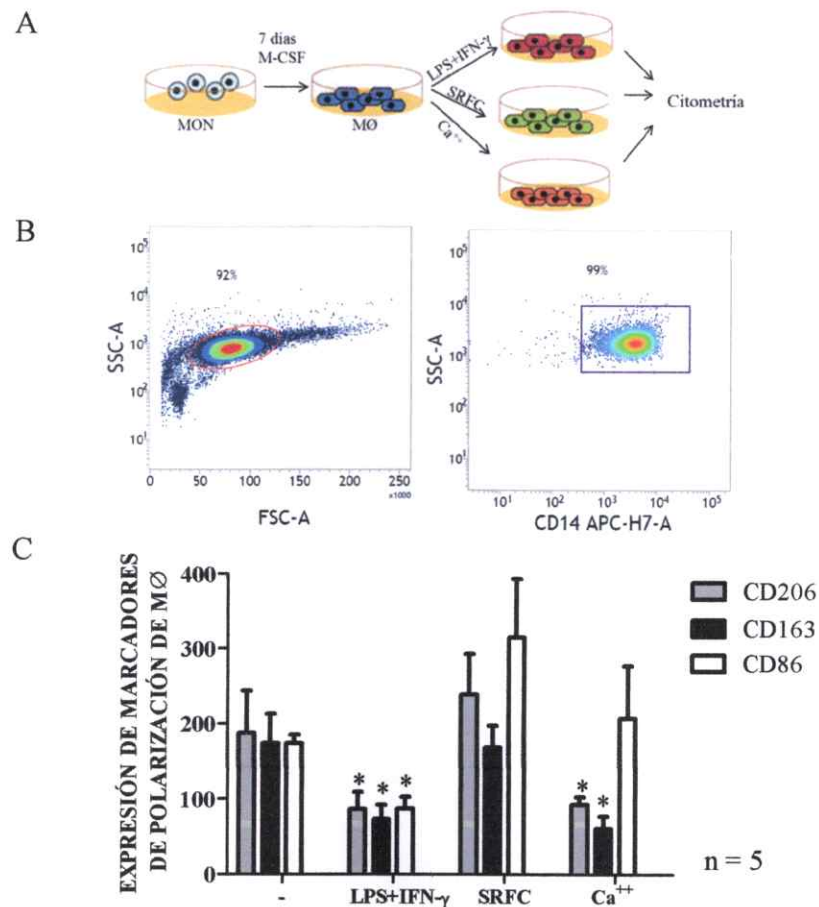 A
7 días
M-CSF
MON
MØ
LPS+IFN-γ
SRFC
Ca++
Citometría
B
92%
SSC-A
10⁵
10⁴
10³
10²
10¹
0 50 100 150 200 250
x1000
FSC-A
99%
SSC-A
10⁵
10⁴
10³
10²
10¹
10¹ 10² 10³ 10⁴ 10⁵
CD14 APC-H7-A
C
EXPRESIÓN DE MARCADORES
DE POLARIZACIÓN DE MØ
400
300
200
100
0
* * *
* *
- LPS+IFN-γ SRFC Ca++
CD206
CD163
CD86
n = 5